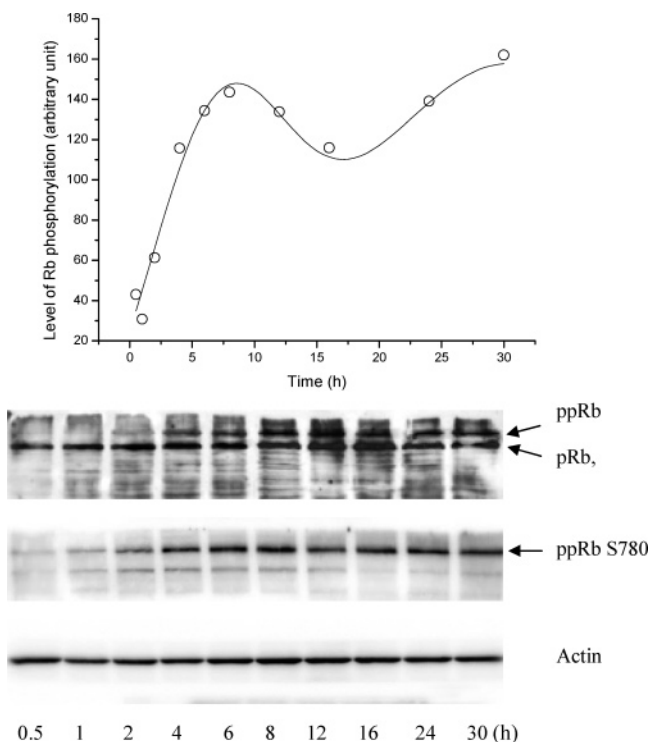 Level of Rb phosphorylation (arbitrary unit)
180
160
140
120
100
80
60
40
20
0 5 10 15 20 25 30
Time (h)
ppRb
pRb,
ppRb S780
Actin
0.5 1 2 4 6 8 12 16 24 30 (h)